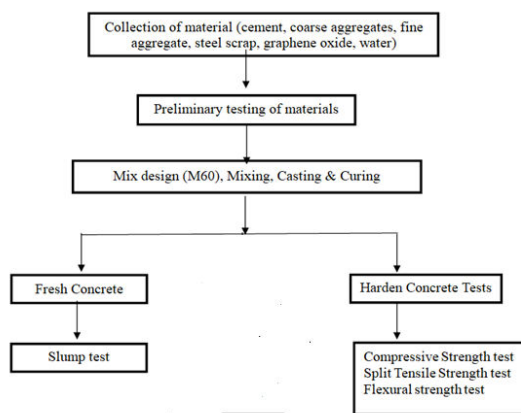 Collection of material (cement, coarse aggregates, fine
aggregate, steel scrap, graphene oxide, water)
Preliminary testing of materials
Mix design (M60), Mixing, Casting & Curing
Fresh Concrete
Harden Concrete Tests
Slump test
Compressive Strength test
Split Tensile Strength test
Flexural strength test